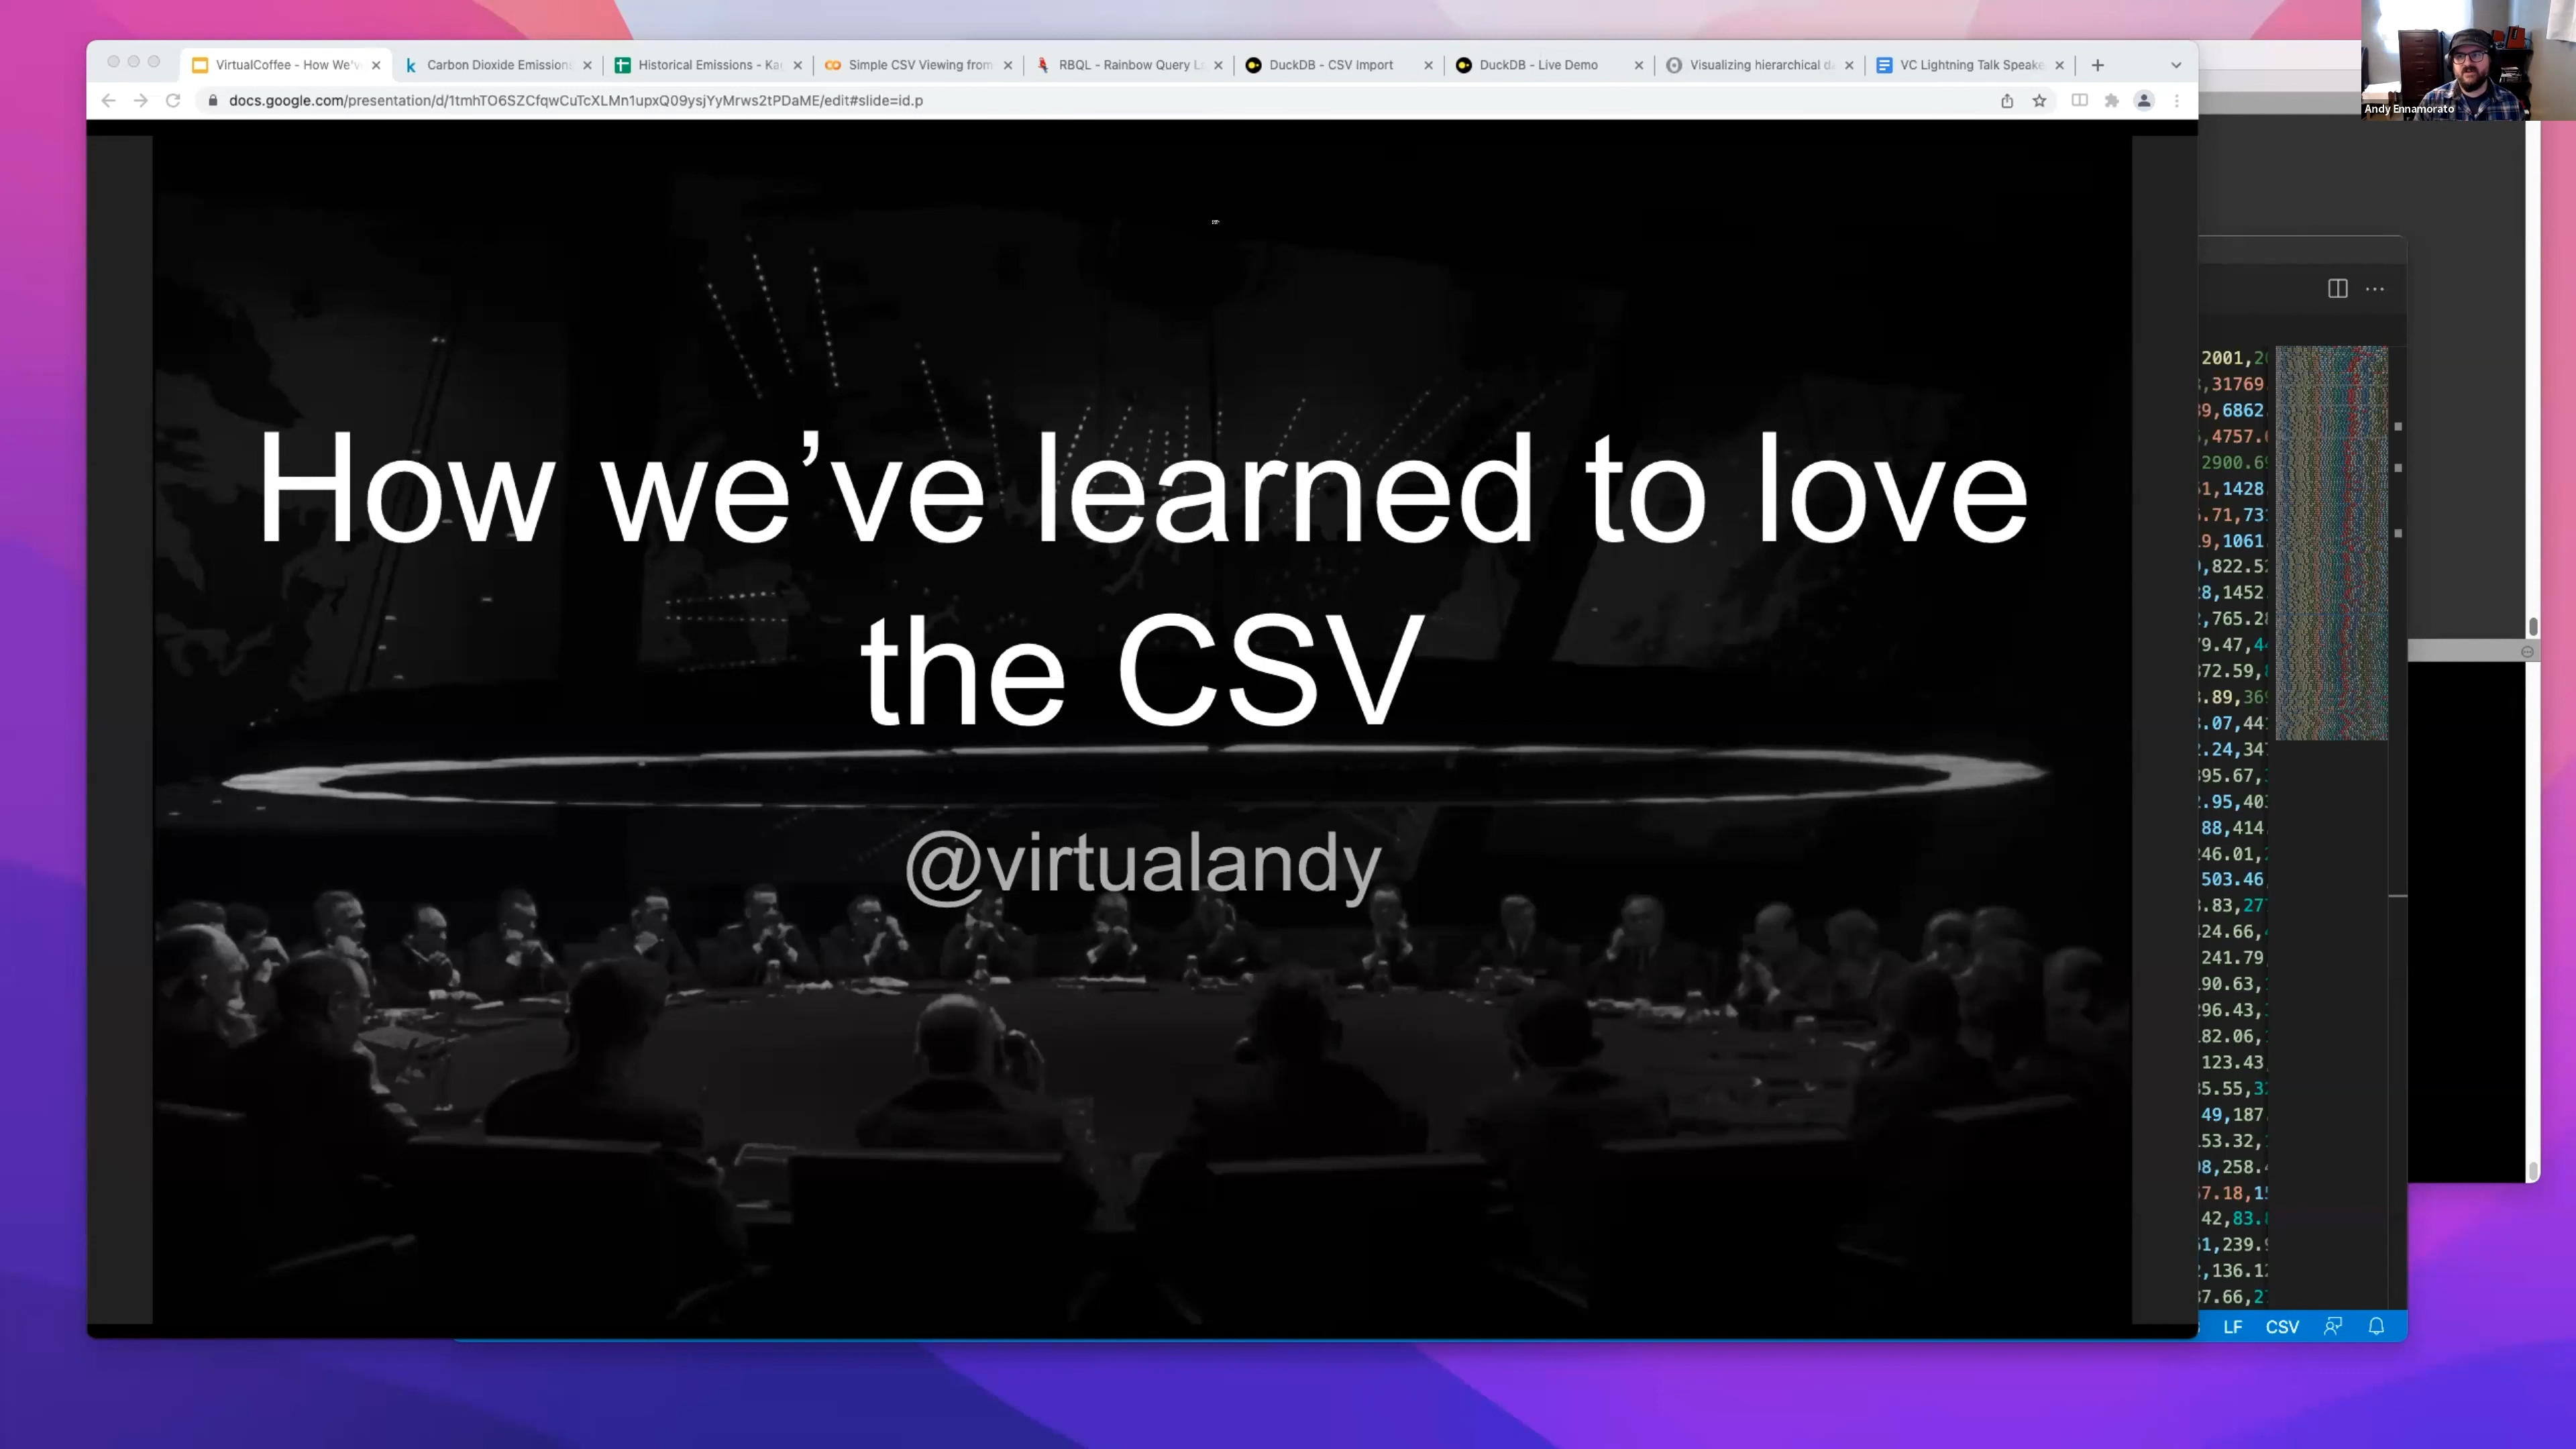 VirtualCoffee - How We'v
Carbon Dioxide Emission
Historical Emissions - Ka
Simple CSV Viewing from
RBQL - Rainbow Query L
DuckDB - CSV Import
DuckDB - Live Demo
Visualizing hierarchical d
VC Lightning Talk Speake
docs.google.com/presentation/d/1tmhTO6SZCfqwCuTcXLMn1upxQ09ysjYyMrws2tPDaME/edit#slide=id.p
Andy Ennamorato
How we've learned to love
the CSV
@virtualandy
2001,2
,31769
9,6862
,4757.
2900.6
1,1428
.71,73
9,1061
,822.5
8,1452
,765.2
9.47,4
72.59,
.89,36
.07,44
.24,34
95.67,
.95,40
88,414
46.01,
503.46
.83,27
24.66,
241.79,
90.63,
96.43,
82.06,
123.43
5.55,3
49,187
53.32,
8,258.
7.18,1
42,83.
1,239.
,136.1
7.66,2
LF CSV